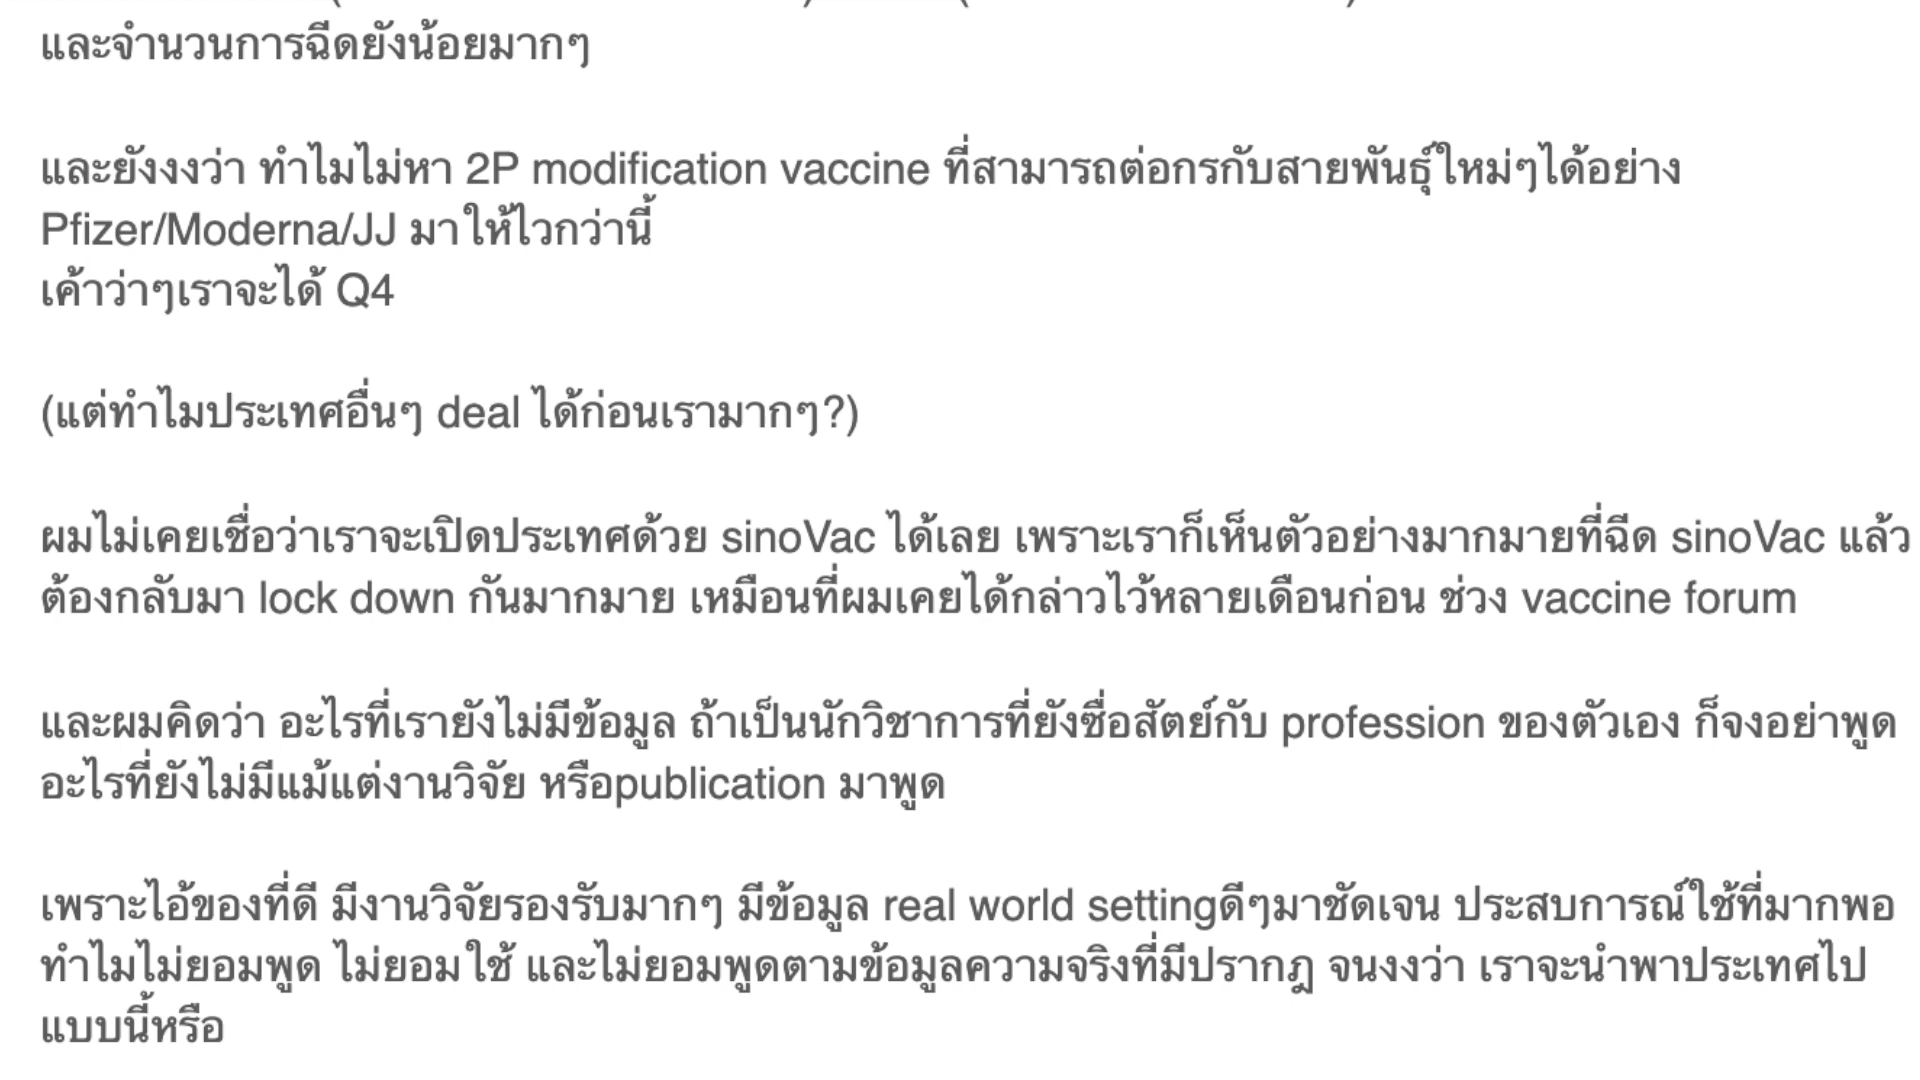 และจำนวนการฉีดยังน้อยมากๆ
และยังงงว่า ทำไมไม่หา 2P modification vaccine ที่สามารถต่อกรกับสายพันธุ์ใหม่ๆได้อย่าง
Pfizer/Moderna/JJ มาให้ไวกว่านี้
เค้าว่าๆเราจะได้ Q4
(แต่ทำไมประเทศอื่นๆ deal ได้ก่อนเรามากๆ?)
ผมไม่เคยเชื่อว่าเราจะเปิดประเทศด้วย sinoVac ได้เลย เพราะเราก็เห็นตัวอย่างมากมายที่ฉีด sinoVac แล้ว
ต้องกลับมา lock down กันมากมาย เหมือนที่ผมเคยได้กล่าวไว้หลายเดือนก่อน ช่วง vaccine forum
และผมคิดว่า อะไรที่เรายังไม่มีข้อมูล ถ้าเป็นนักวิชาการที่ยังซื่อสัตย์กับ profession ของตัวเอง ก็จงอย่าพูด
อะไรที่ยังไม่มีแม้แต่งานวิจัย หรือpublication มาพูด
เพราะไอ้ของที่ดี มีงานวิจัยรองรับมากๆ มีข้อมูล real world settingดีๆมาชัดเจน ประสบการณ์ใช้ที่มากพอ
ทำไมไม่ยอมพูด ไม่ยอมใช้ และไม่ยอมพูดตามข้อมูลความจริงที่มีปรากฎ จนงงว่า เราจะนำพาประเทศไป
แบบนี้หรือ